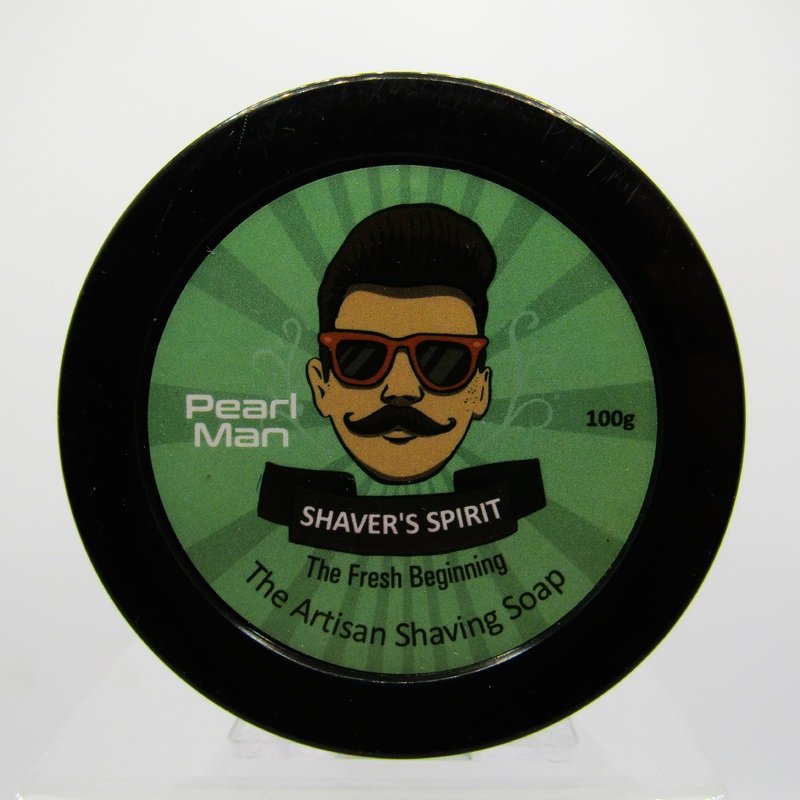 Pearl
Man
100g
SHAVER'S SPIRIT
The Fresh Beginning
The Artisan Shaving Soap